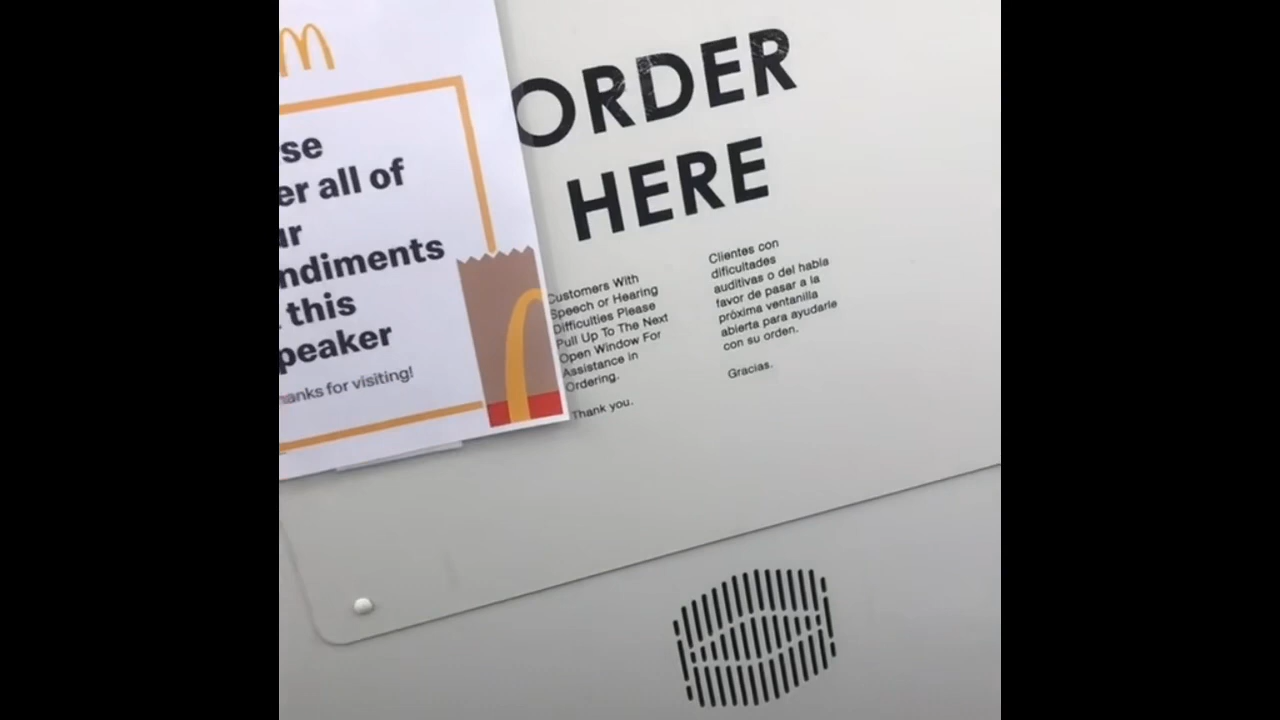 se
er all of
ur
ndiments
this
peaker
hanks for visiting!
ORDER
HERE
Customers With
Speech or Hearing
Difficulties Please
Pull Up To The Next
Open Window For
Assistance in
Ordering.
Thank you.
Clientes con
dificultades
auditivas o del habla
favor de pasar a la
próxima ventanilla
abierta para ayudarle
con su orden.
Gracias.